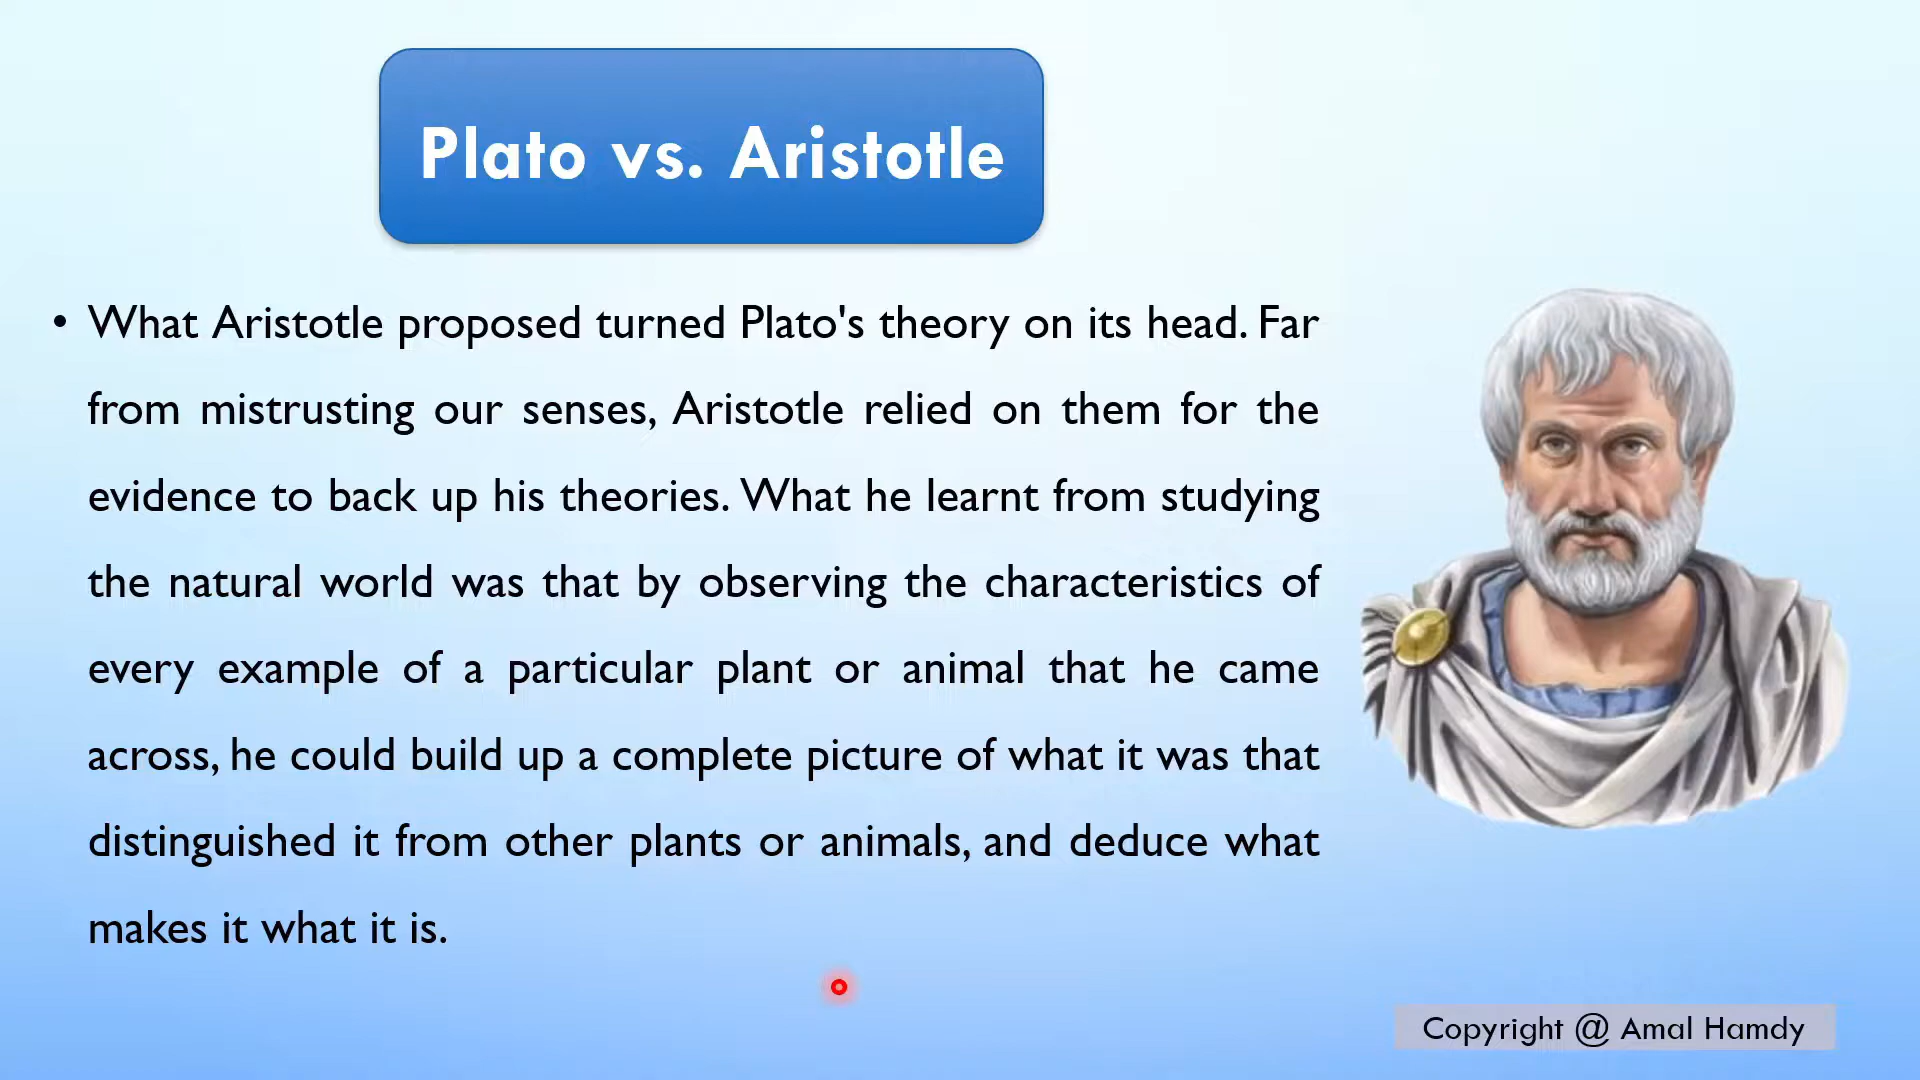 Plato vs. Aristotle
• What Aristotle proposed turned Plato's theory on its head. Far
from mistrusting our senses, Aristotle relied on them for the
evidence to back up his theories. What he learnt from studying
the natural world was that by observing the characteristics of
every example of a particular plant or animal that he came
across, he could build up a complete picture of what it was that
distinguished it from other plants or animals, and deduce what
makes it what it is.
Copyright @ Amal Hamdy